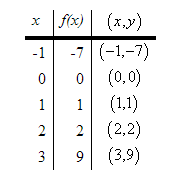 x f(x) (x,y)
-1 -7 (−1,−7)
0 0 (0,0)
1 1 (1,1)
2 2 (2,2)
3 9 (3,9)